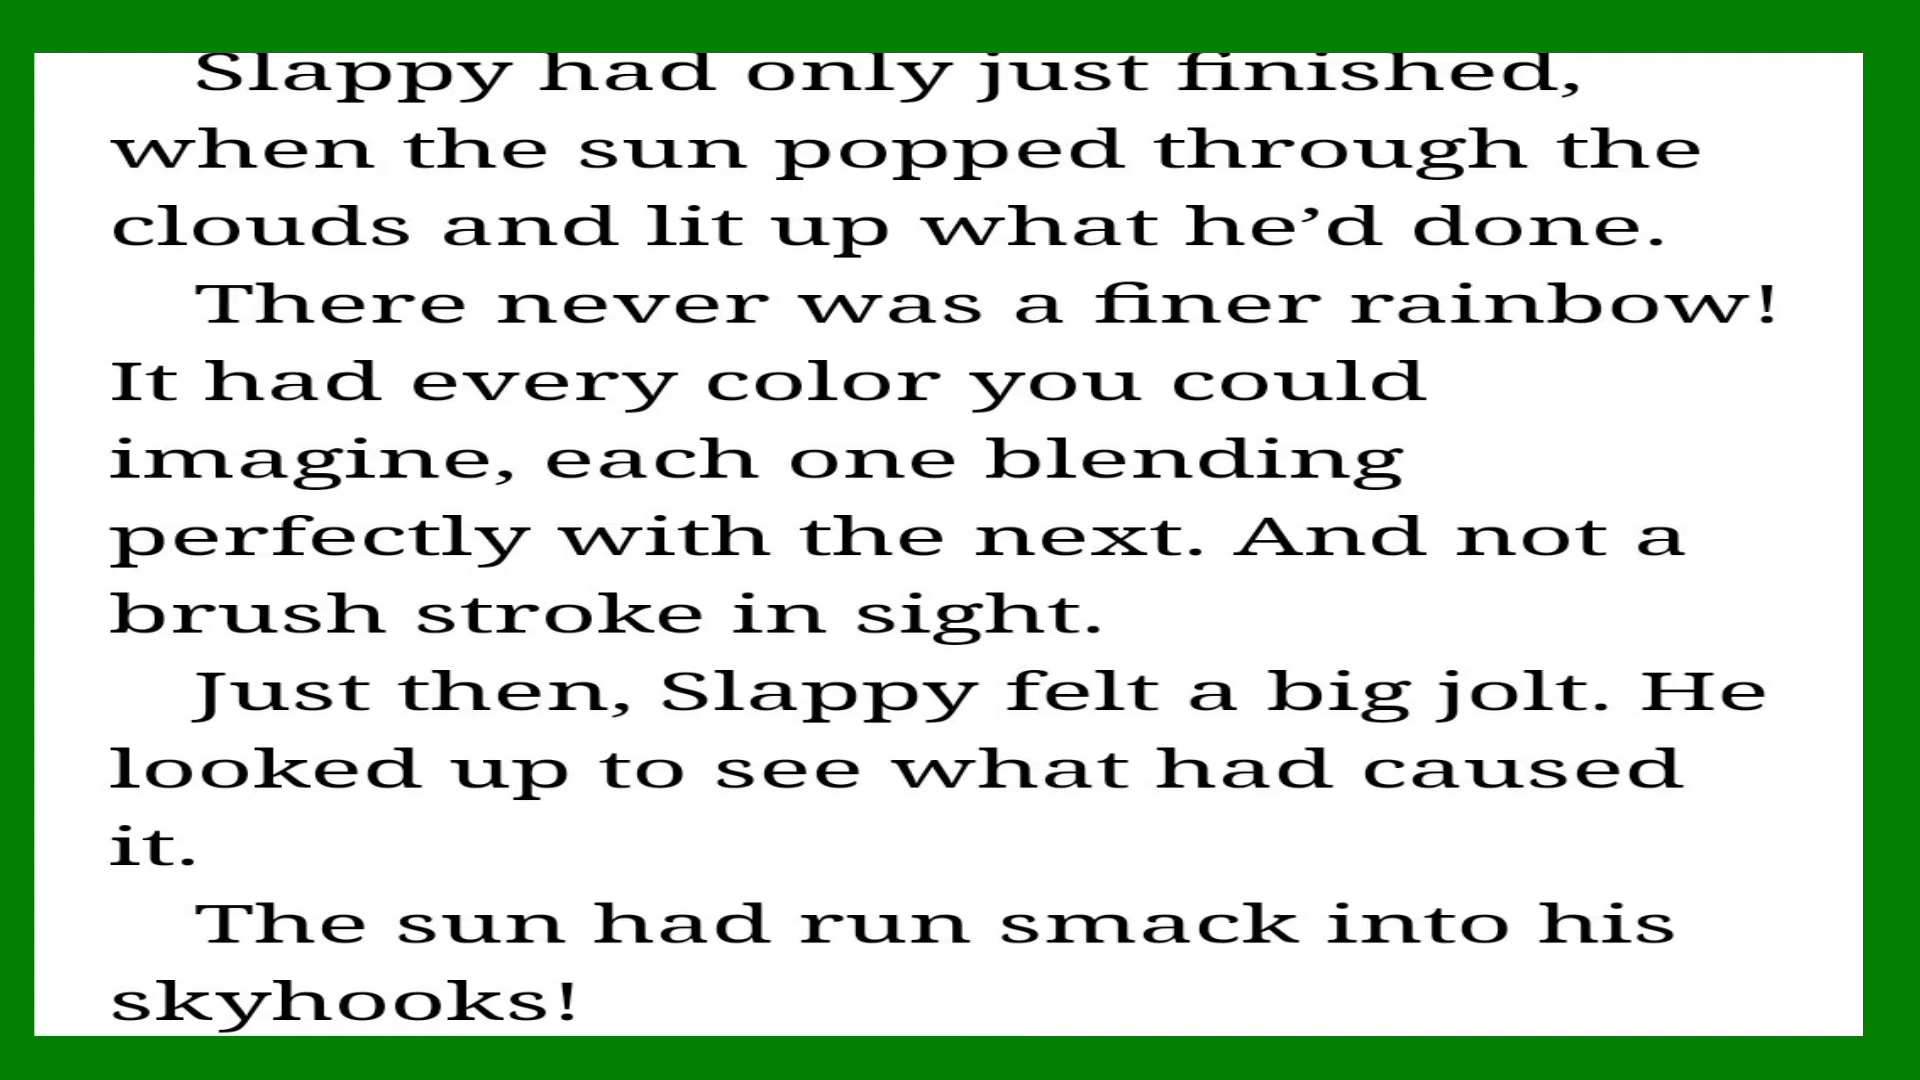 Slappy had only just finished,
when the sun popped through the
clouds and lit up what he’d done.
There never was a finer rainbow!
It had every color you could
imagine, each one blending
perfectly with the next. And not a
brush stroke in sight.
Just then, Slappy felt a big jolt. He
looked up to see what had caused
it.
The sun had run smack into his
skyhooks!